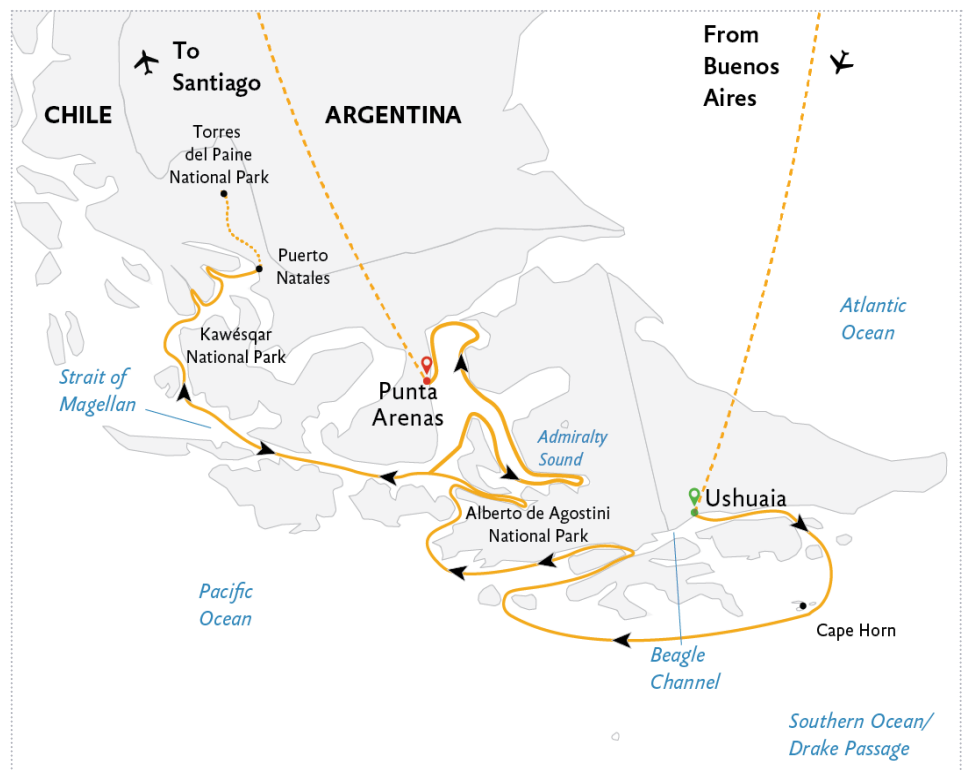 To
Santiago
From
Buenos
Aires
CHILE
ARGENTINA
Torres
del Paine
National Park
Puerto
Natales
Atlantic
Ocean
Kawésqar
National Park
Strait of
Magellan
Punta
Arenas
Admiralty
Sound
Ushuaia
Alberto de Agostini
National Park
Pacific
Ocean
Cape Horn
Beagle
Channel
Southern Ocean/
Drake Passage